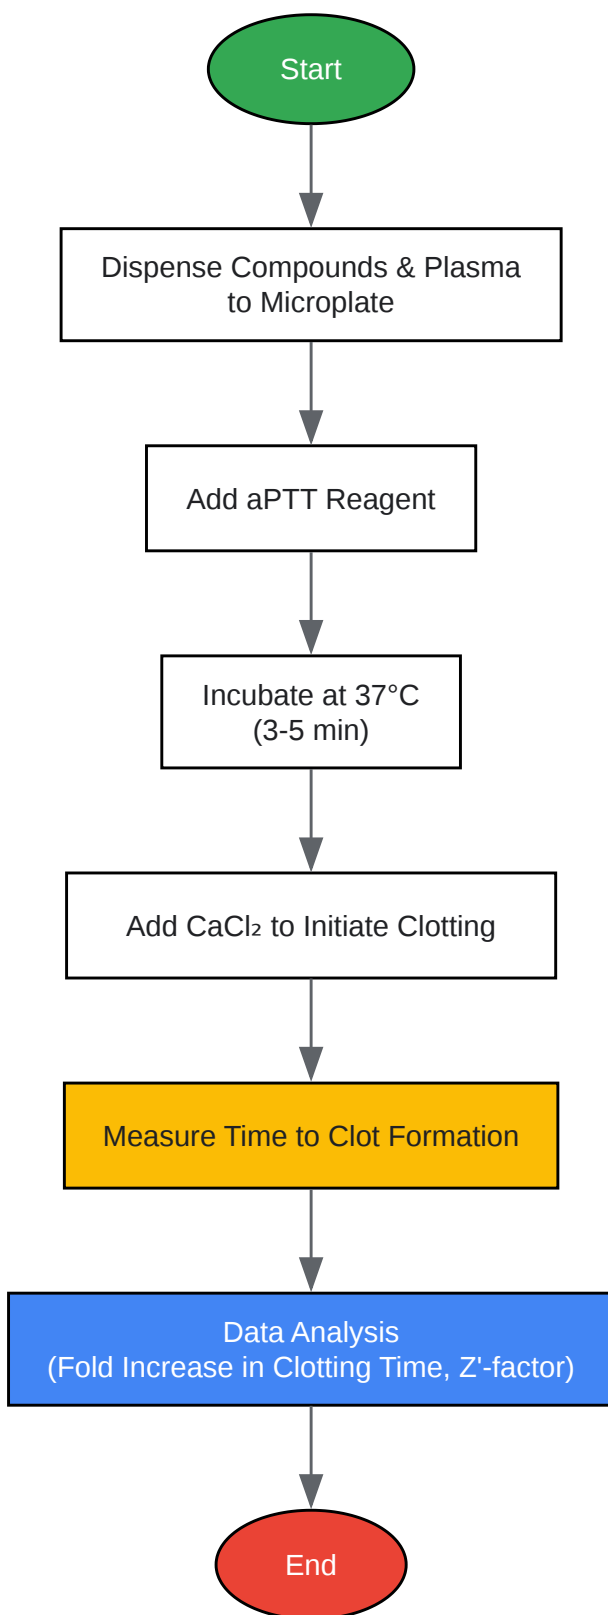 Start
Dispense Compounds & Plasma
to Microplate
Add aPTT Reagent
Incubate at 37°C
(3-5 min)
Add CaCl₂ to Initiate Clotting
Measure Time to Clot Formation
Data Analysis
(Fold Increase in Clotting Time, Z'-factor)
End